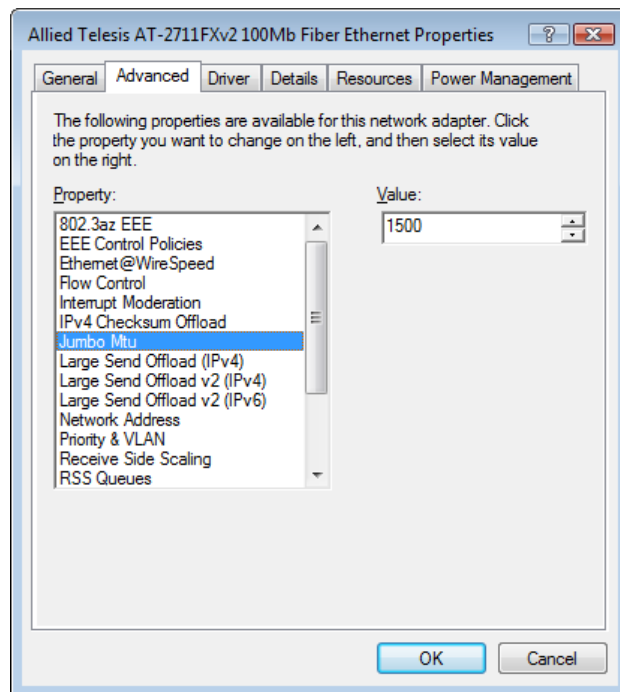 Allied Telesis AT-2711FXv2 100Mb Fiber Ethernet Properties
General Advanced Driver Details Resources Power Management
The following properties are available for this network adapter. Click
the property you want to change on the left, and then select its value
on the right.
Property:
Value:
802.3az EEE
1500
EEE Control Policies
Ethernet@WireSpeed
Flow Control
Interrupt Moderation
IPv4 Checksum Offload
Jumbo Mtu
Large Send Offload (IPv4)
Large Send Offload v2 (IPv4)
Large Send Offload v2 (IPv6)
Network Address
Priority & VLAN
Receive Side Scaling
RSS Queues
OK Cancel